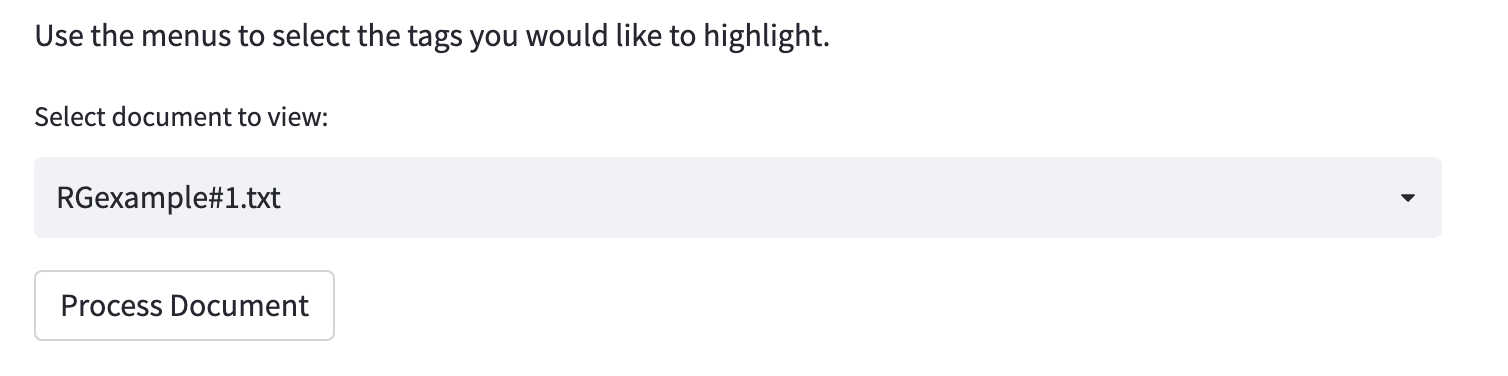 Use the menus to select the tags you would like to highlight.
Select document to view:
RGexample#1.txt
Process Document